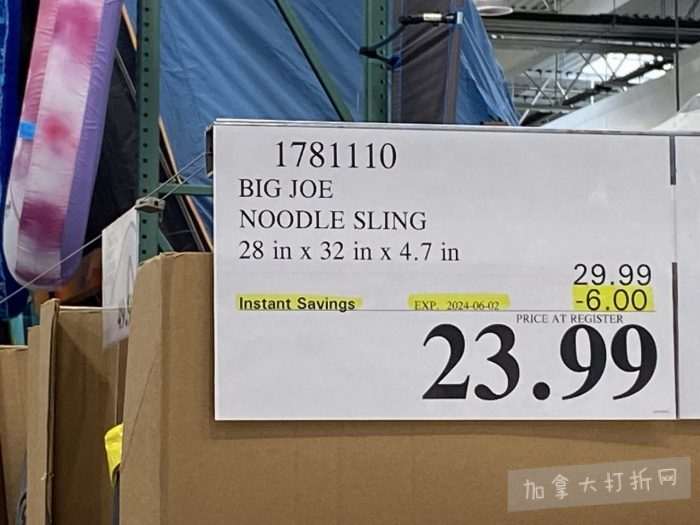 1781110
BIG JOE
NOODLE SLING
28 in x 32 in x 4.7 in
29.99
Instant Savings EXP. 2024-06-02 -6.00
PRICE AT REGISTER
23.99
加拿大打折网